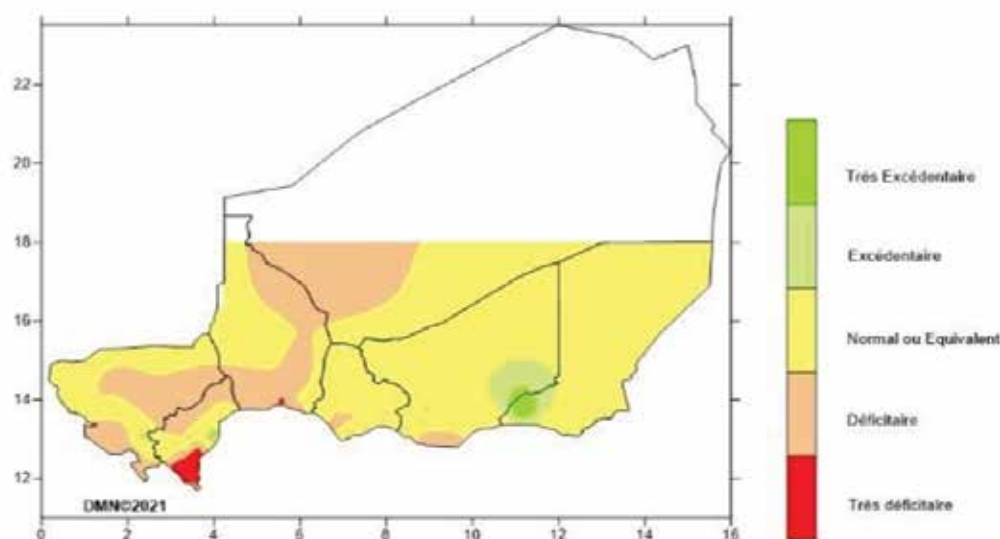 22
20
18
16
14
12
0 2 4 6 8 10 12 14 16
DMN©2021
Très Excédentaire
Excédentaire
Normal ou Equivalent
Déficitaire
Très déficitaire